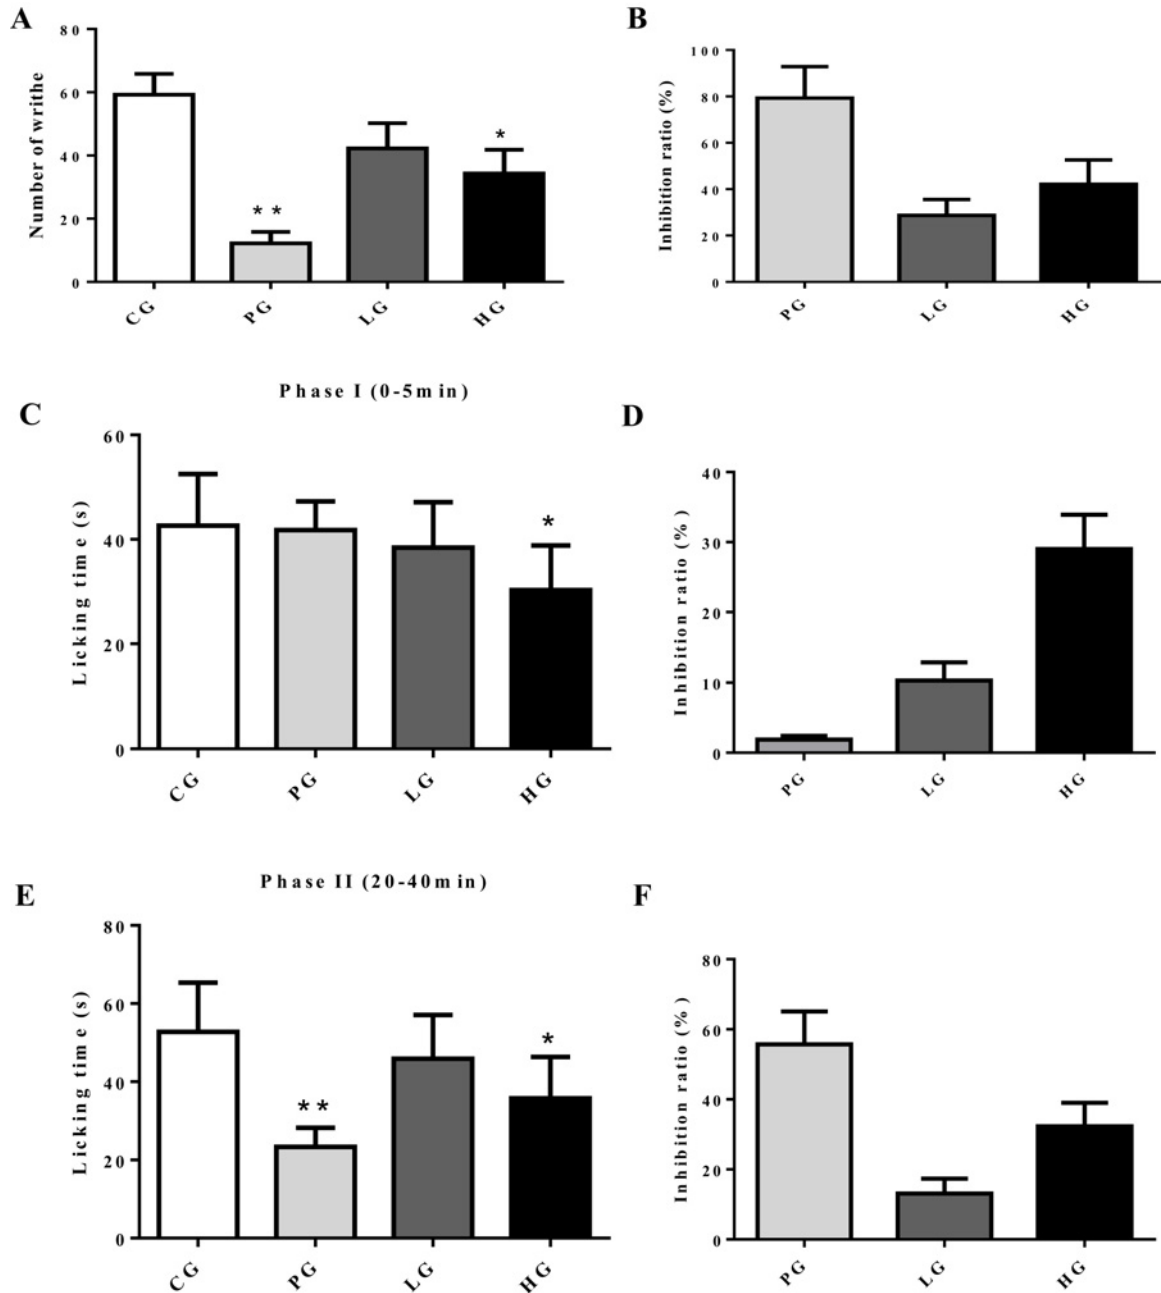 A
Number of writhe
80
60
40
20
0
**
*
CG
PG
LG
HG
B
Inhibition ratio (%)
100
80
60
40
20
0
PG
LG
HG
Phase I (0-5min)
C
Licking time (s)
60
40
20
0
*
CG
PG
LG
HG
D
Inhibition ratio (%)
40
30
20
10
0
PG
LG
HG
Phase II (20-40min)
E
Licking time (s)
80
60
40
20
0
**
*
CG
PG
LG
HG
F
Inhibition ratio (%)
80
60
40
20
0
PG
LG
HG